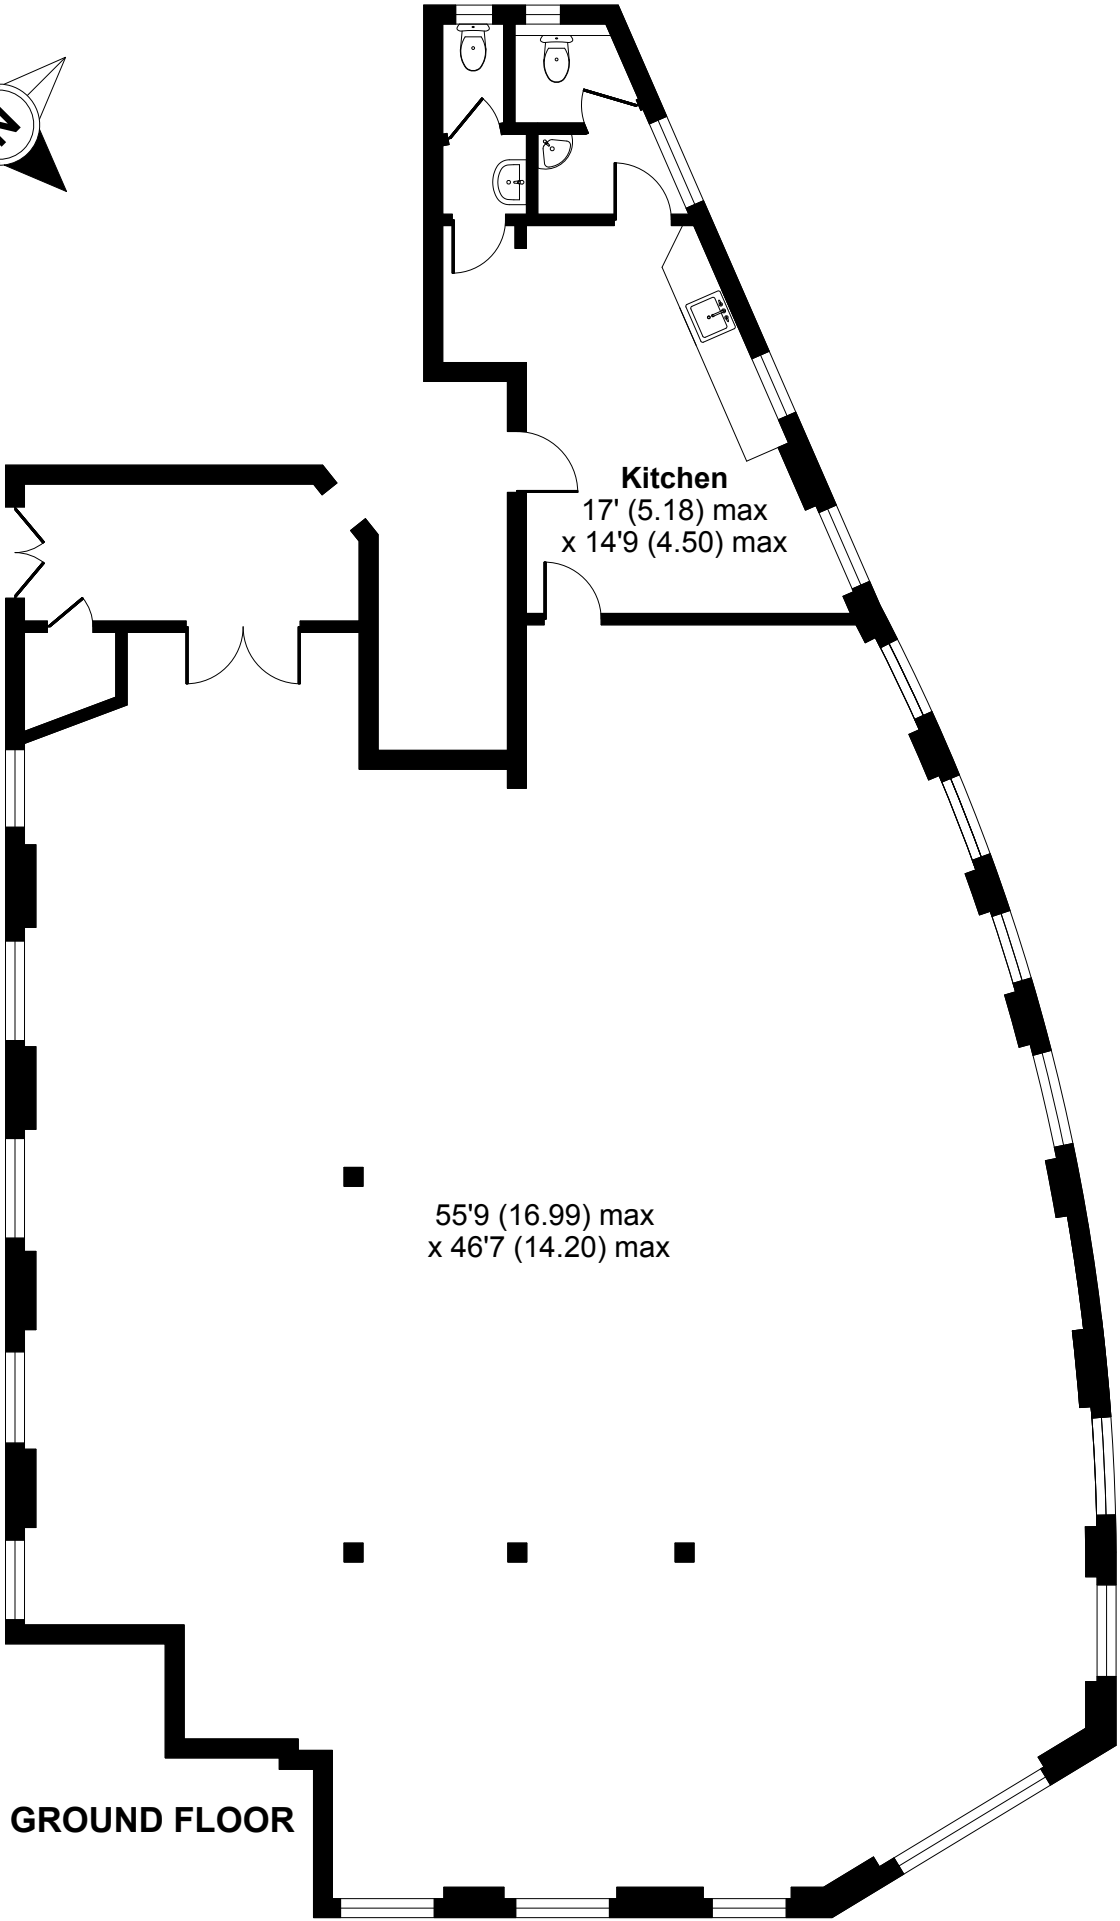 N
Kitchen
17' (5.18) max
x 14'9 (4.50) max
55'9 (16.99) max
x 46'7 (14.20) max
GROUND FLOOR